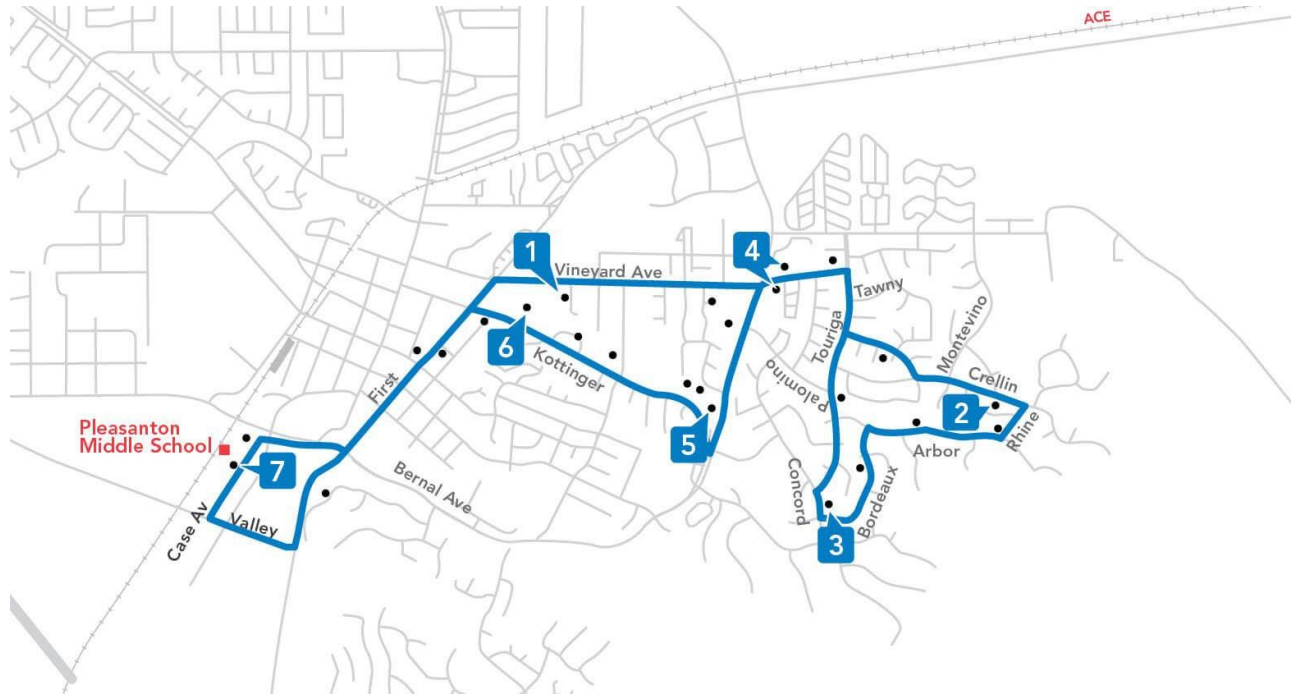 ACE
1
Vineyard Ave
4
Tawny
6
Kottinger
Touriga
Montevino
Palomino
Crellin
First
2
Rhine
Pleasanton
Middle School
5
Arbor
7
Bernal Ave
Concord
Bordeaux
Case Av
Valley
3